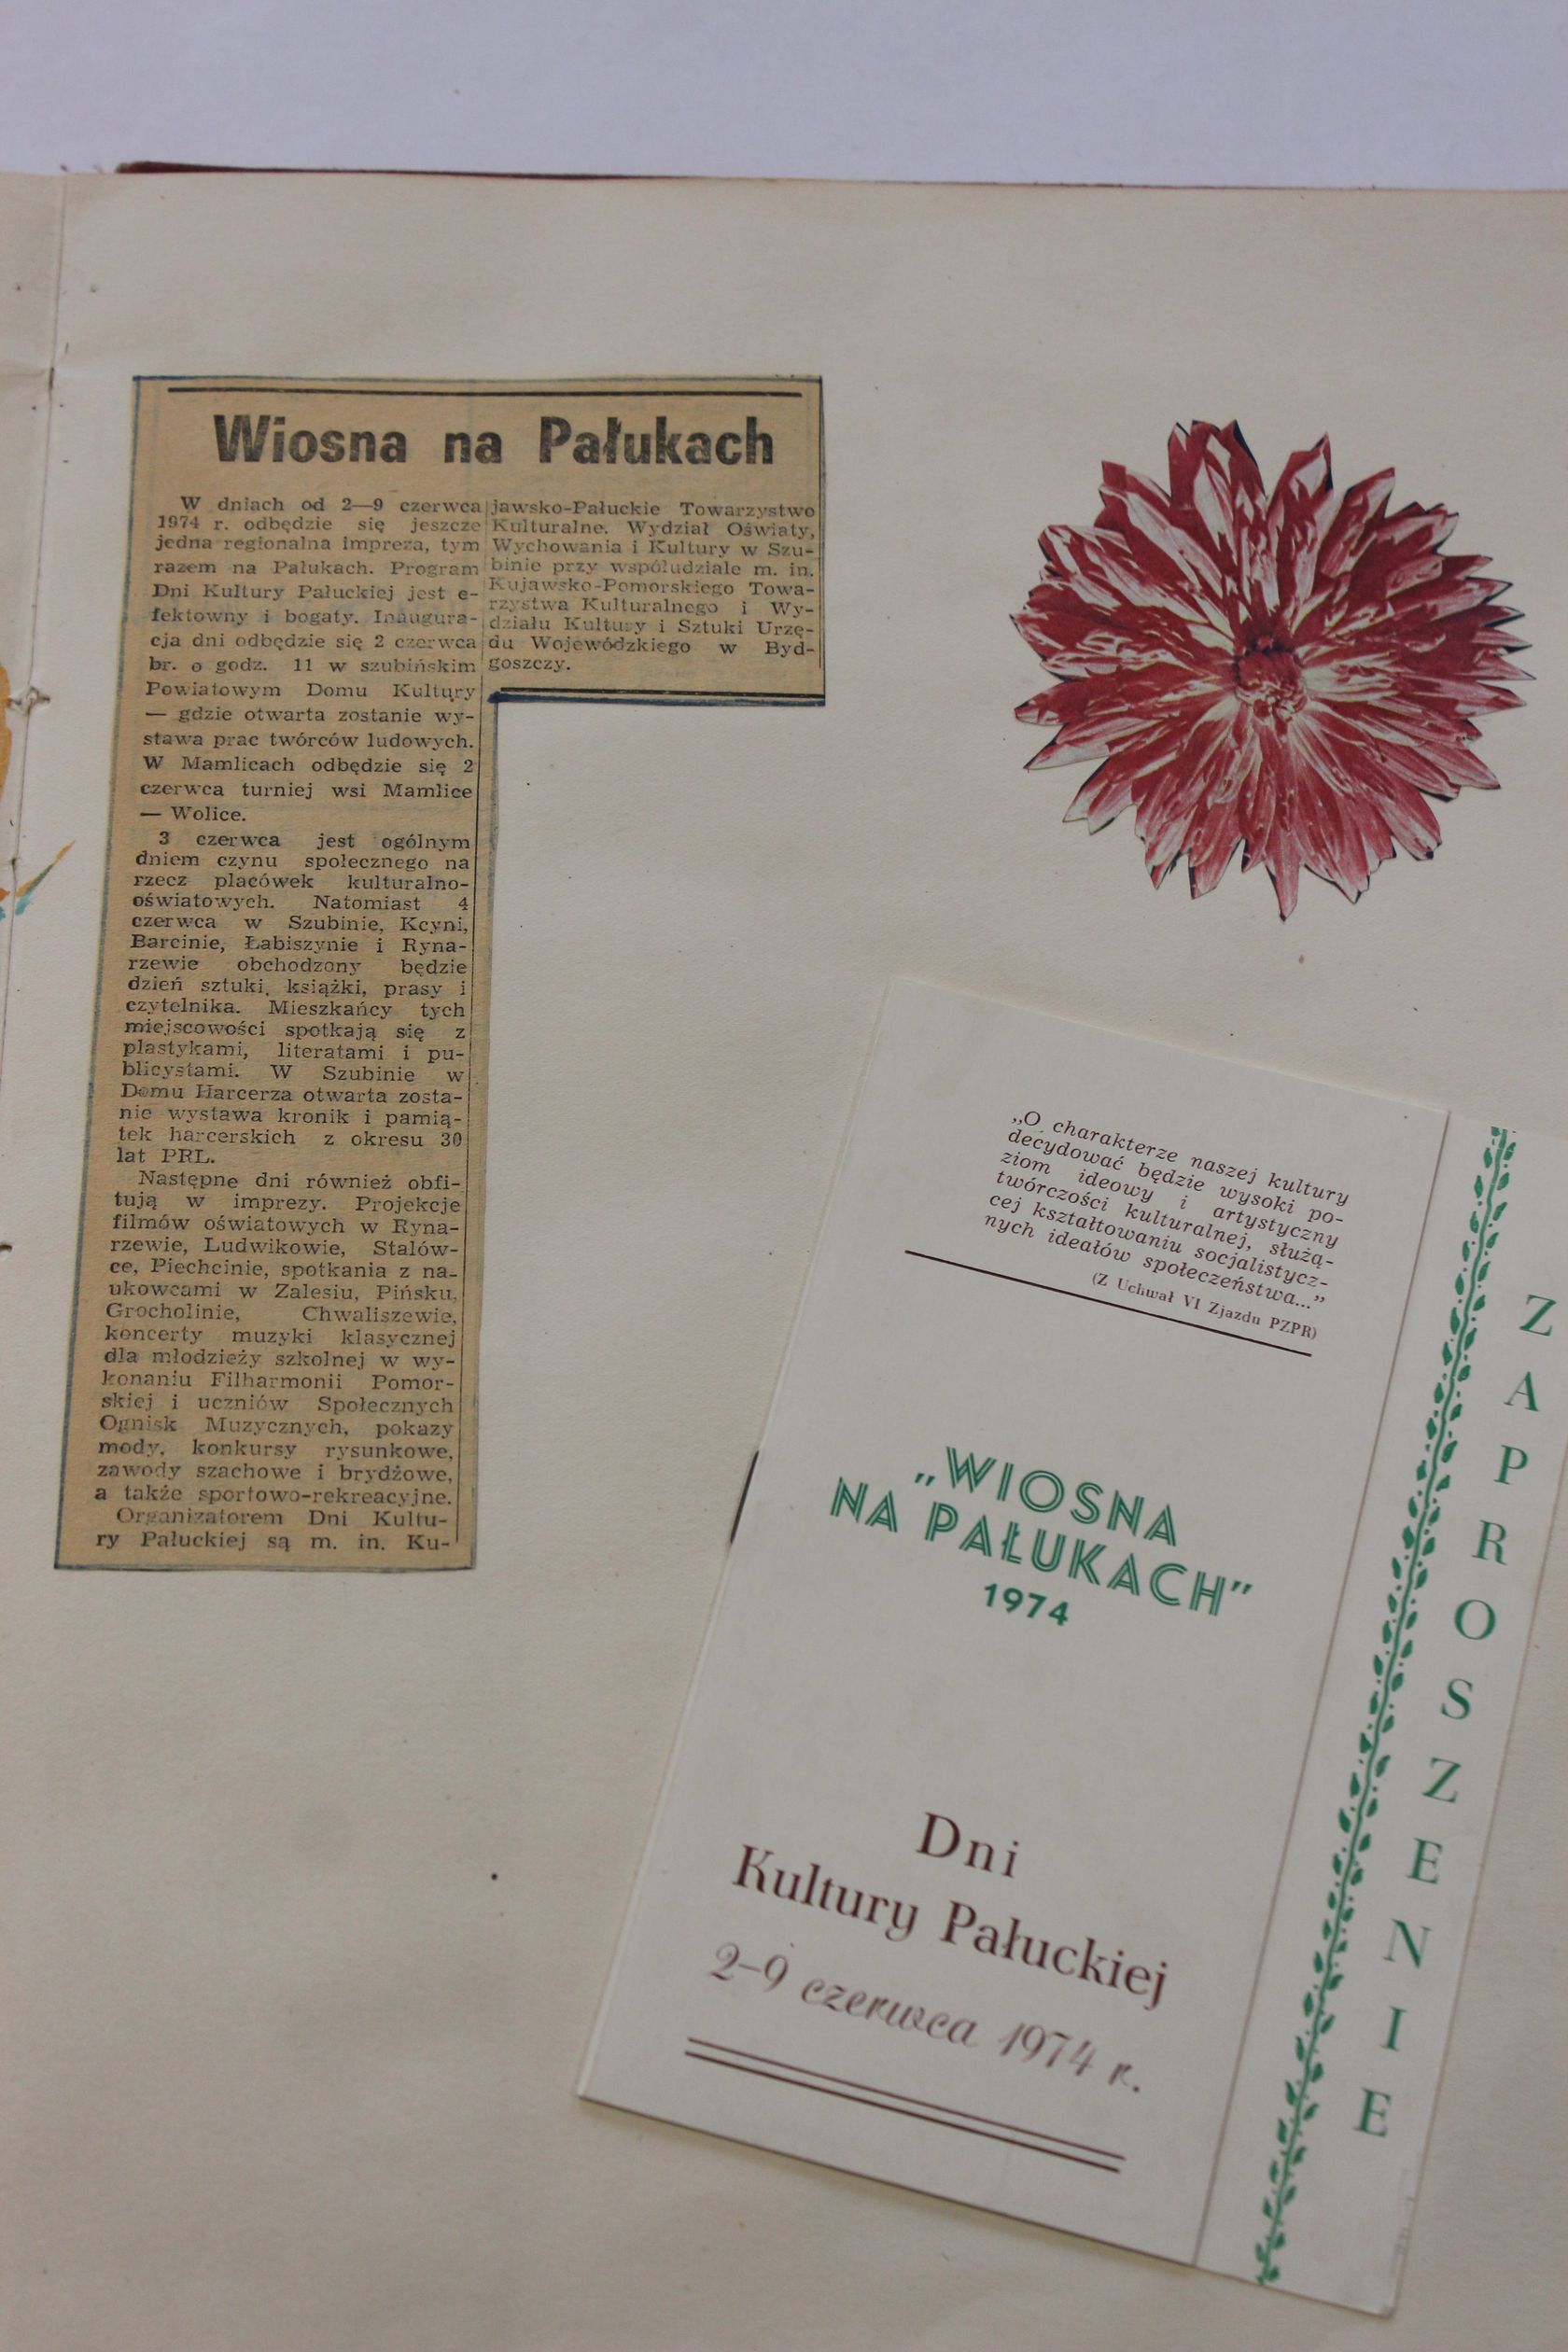 Wiosna na Pałukach
W dniach od 2—9 czerwca
1974 r. odbędzie się jeszcze
jedna regionalna impreza, tym
razem na Pałukach. Program
Dni Kultury Pałuckiej jest e-
fektowny i bogaty. Inaugura-
cja dni odbędzie się 2 czerwca
br. o godz. 11 w szubińskim
Powiatowym Domu Kultury
— gdzie otwarta zostanie wy-
stawa prac twórców ludowych.
W Mamlicach odbędzie się 2
czerwca turniej wsi Mamlice
— Wolice.
3 czerwca jest ogólnym
dniem czynu społecznego na
rzecz placówek kulturalno-
oświatowych. Natomiast 4
czerwca w Szubinie, Kcyni,
Barcinie, Łabiszynie i Ryna-
rzewie obchodzony będzie
dzień sztuki, książki, prasy i
czytelnika. Mieszkańcy tych
miejscowości spotkają się z
plastykami, literatami i pu-
blicystami. W Szubinie w
Domu Harcerza otwarta zosta-
nie wystawa kronik i pamią-
tek harcerskich z okresu 30
lat PRL.
Następne dni również obfi-
tują w imprezy. Projekcje
filmów oświatowych w Ryna-
rzewie, Ludwikowie, Stalów-
ce, Piechcinie, spotkania z na-
ukowcami w Zalesiu, Pińsku,
Grocholinie, Chwaliszewie,
koncerty muzyki klasycznej
dla młodzieży szkolnej w wy-
konaniu Filharmonii Pomor-
skiej i uczniów Społecznych
Ognisk Muzycznych, pokazy
mody, konkursy rysunkowe,
zawody szachowe i brydżowe,
a także sportowo-rekreacyjne.
Organizatorem Dni Kultu-
ry Pałuckiej są m. in. Ku-
jawsko-Pałuckie Towarzystwo
Kulturalne. Wydział Oświaty,
Wychowania i Kultury w Szu-
binie przy współudziale m. in.
Kujawsko-Pomorskiego Towa-
rzystwa Kulturalnego i Wy-
działu Kultury i Sztuki Urzę-
du Wojewódzkiego w Byd-
goszczy.
„O charakterze naszej kultury
decydować będzie wysoki po-
ziom ideowy i artystyczny
twórczości kulturalnej, służą-
cej kształtowaniu socjalistycz-
nych ideałów społeczeństwa..."
(Z Uchwał VI Zjazdu PZPR)
„WIOSNA
NA PAŁUKACH"
1974
Dni
Kultury Pałuckiej
2–9 czerwca 1974 r.
ZAPROSZENIE